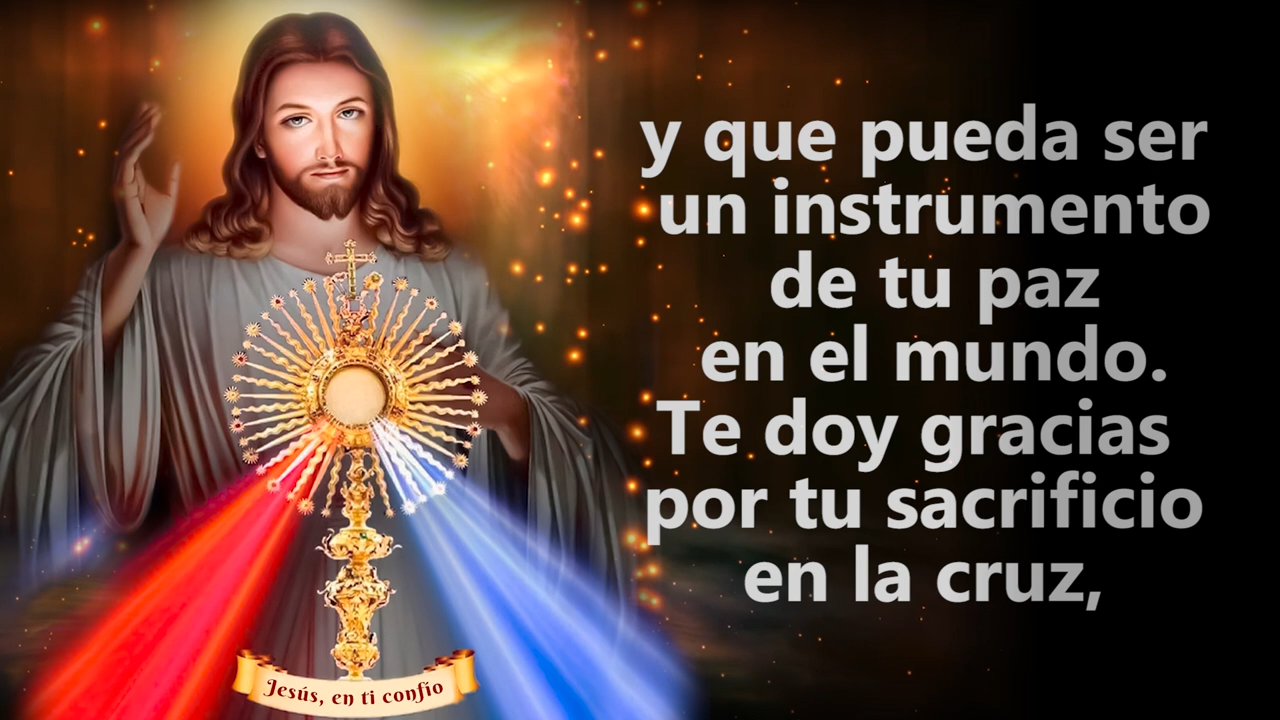 y que pueda ser
un instrumento
de tu paz
en el mundo.
Te doy gracias
por tu sacrificio
en la cruz,
Jesús, en ti confío